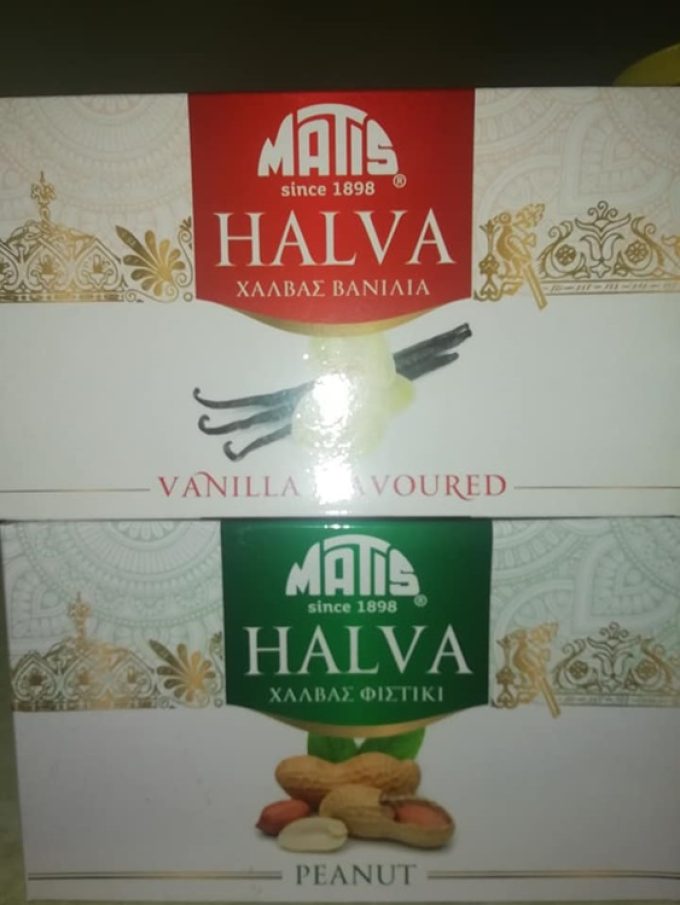 MATIS
since 1898 ®
HALVA
ΧΑΛΒΑΣ ΒΑΝΙΛΙΑ
VANILLA
MATIS
since 1898 ®
HALVA
ΧΑΛΒΑΣ ΦΙΣΤΙΚΙ
PEANUT